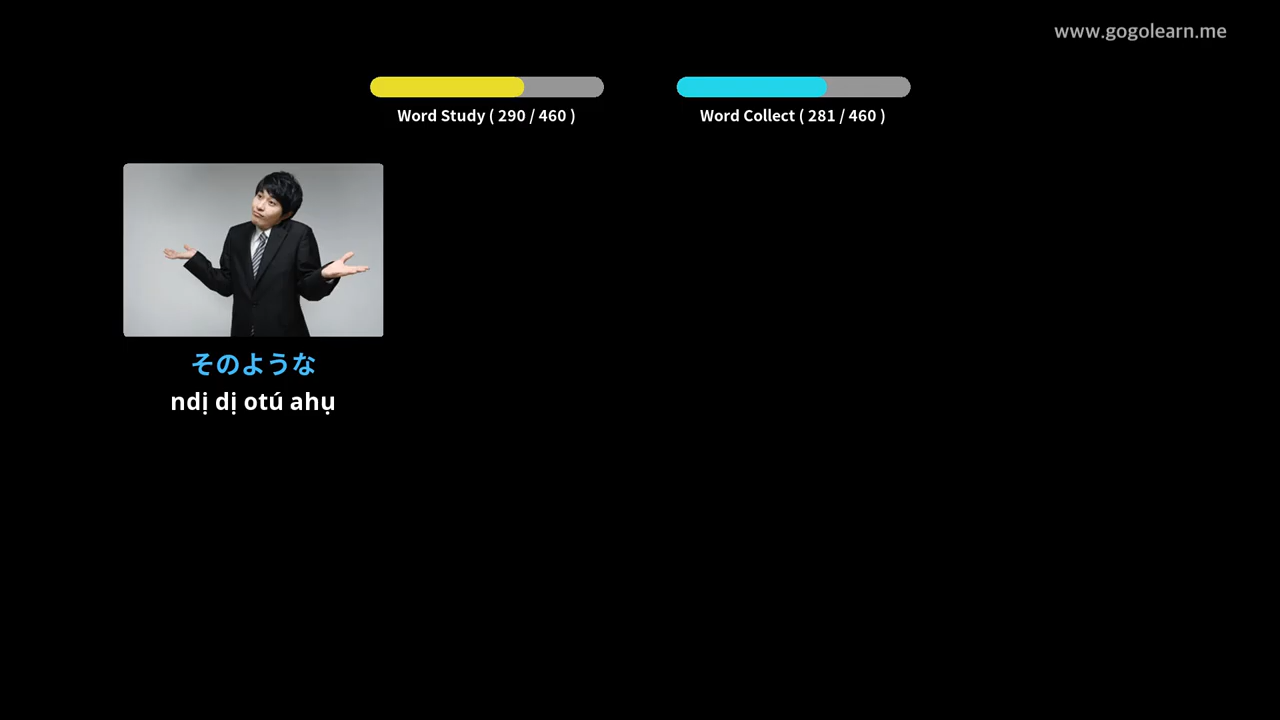 www.gogolearn.me
Word Study ( 290 / 460 )
Word Collect ( 281 / 460 )
そのような
ndị dị otú ahụ